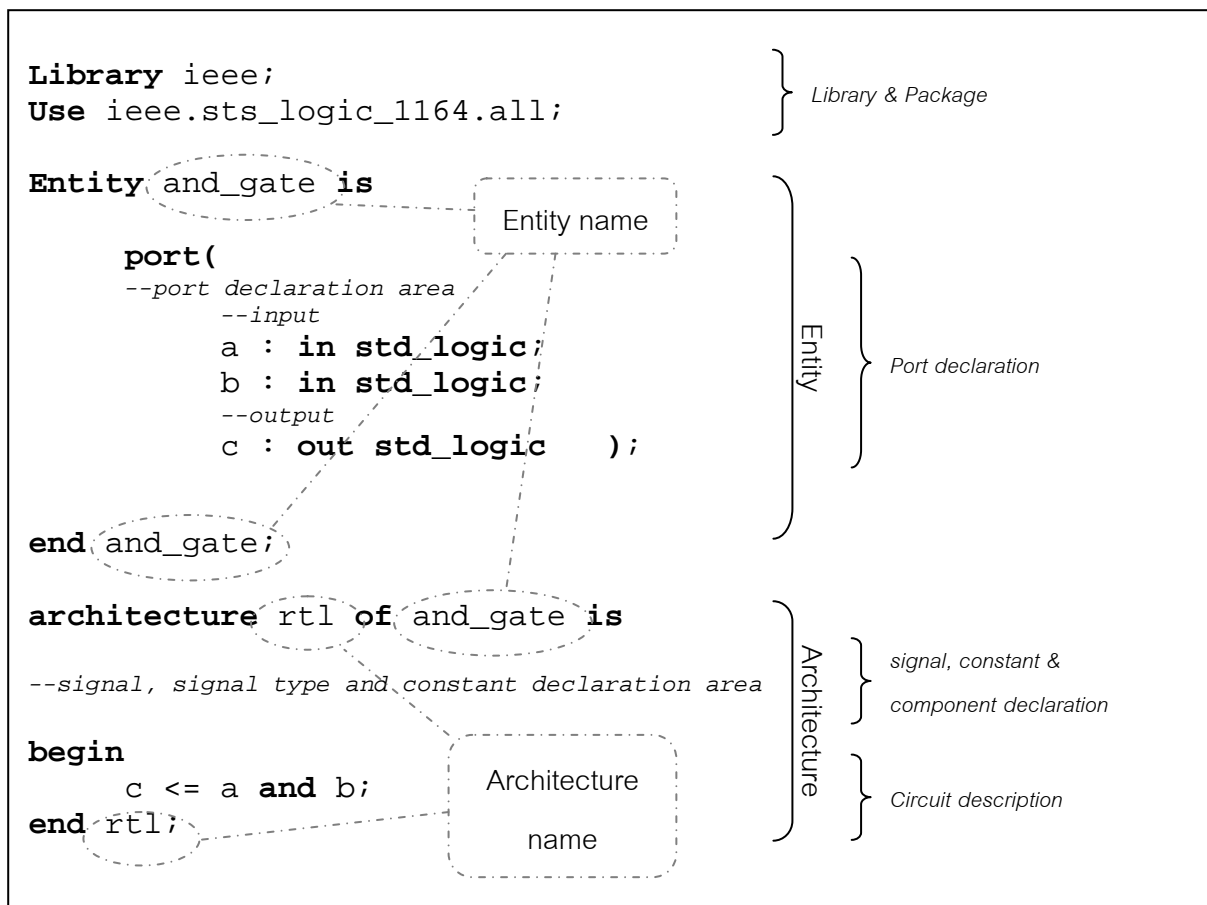 Library ieee;
Use ieee.sts_logic_1164.all;
Library & Package
Entity and_gate is
Entity name
port(
--port declaration area
--input
a : in std_logic;
b : in std_logic;
--output
c : out std_logic );
Entity
Port declaration
end and_gate;
architecture rtl of and_gate is
--signal, signal type and constant declaration area
Architecture
signal, constant &
component declaration
begin
c <= a and b;
end rtl;
Architecture
name
Circuit description